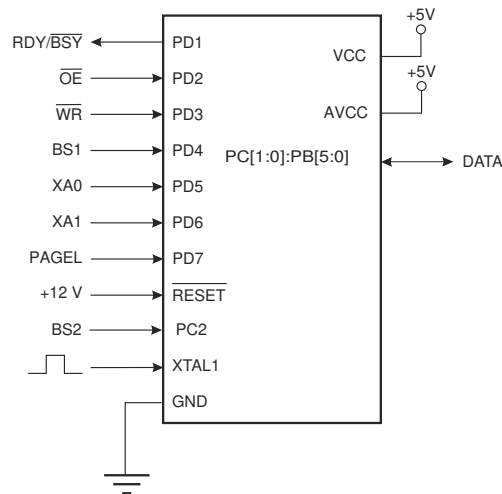 RDY/BSY PD1
OE PD2
WR PD3
BS1 PD4
XA0 PD5
XA1 PD6
PAGEL PD7
+12 V RESET
BS2 PC2
XTAL1
GND
+5V
VCC
+5V
AVCC
PC[1:0]:PB[5:0] DATA